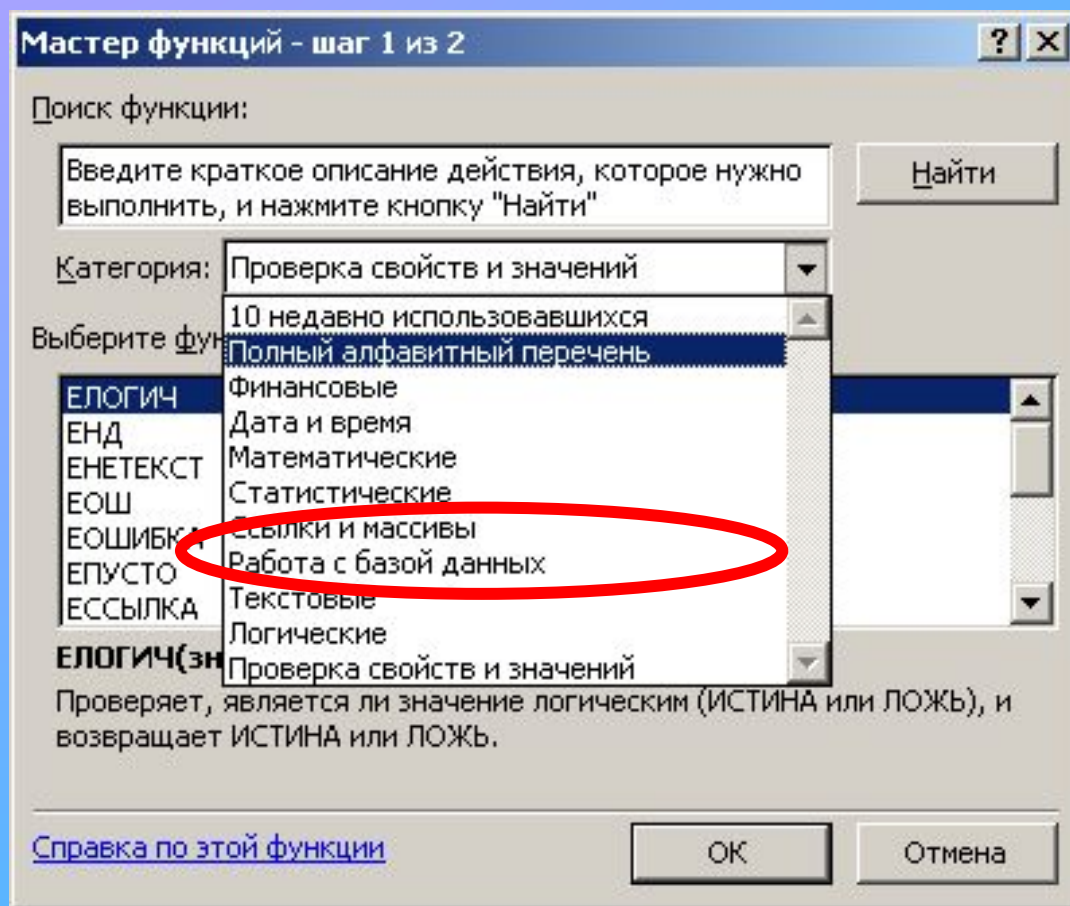 Мастер функций - шаг 1 из 2
Поиск функции:
Введите краткое описание действия, которое нужно
выполнить, и нажмите кнопку "Найти"
Найти
Категория:
Проверка свойств и значений
10 недавно использовавшихся
Полный алфавитный перечень
Финансовые
Дата и время
Математические
Статистические
Ссылки и массивы
Работа с базой данных
Текстовые
Логические
Проверка свойств и значений
Выберите фун
ЕЛОГИЧ
ЕНД
ЕНЕТЕКСТ
ЕОШ
ЕОШИБКА
ЕПУСТО
ЕССЫЛКА
ЕЛОГИЧ(зн
Проверяет, является ли значение логическим (ИСТИНА или ЛОЖЬ), и
возвращает ИСТИНА или ЛОЖЬ.
Справка по этой функции
ОК
Отмена